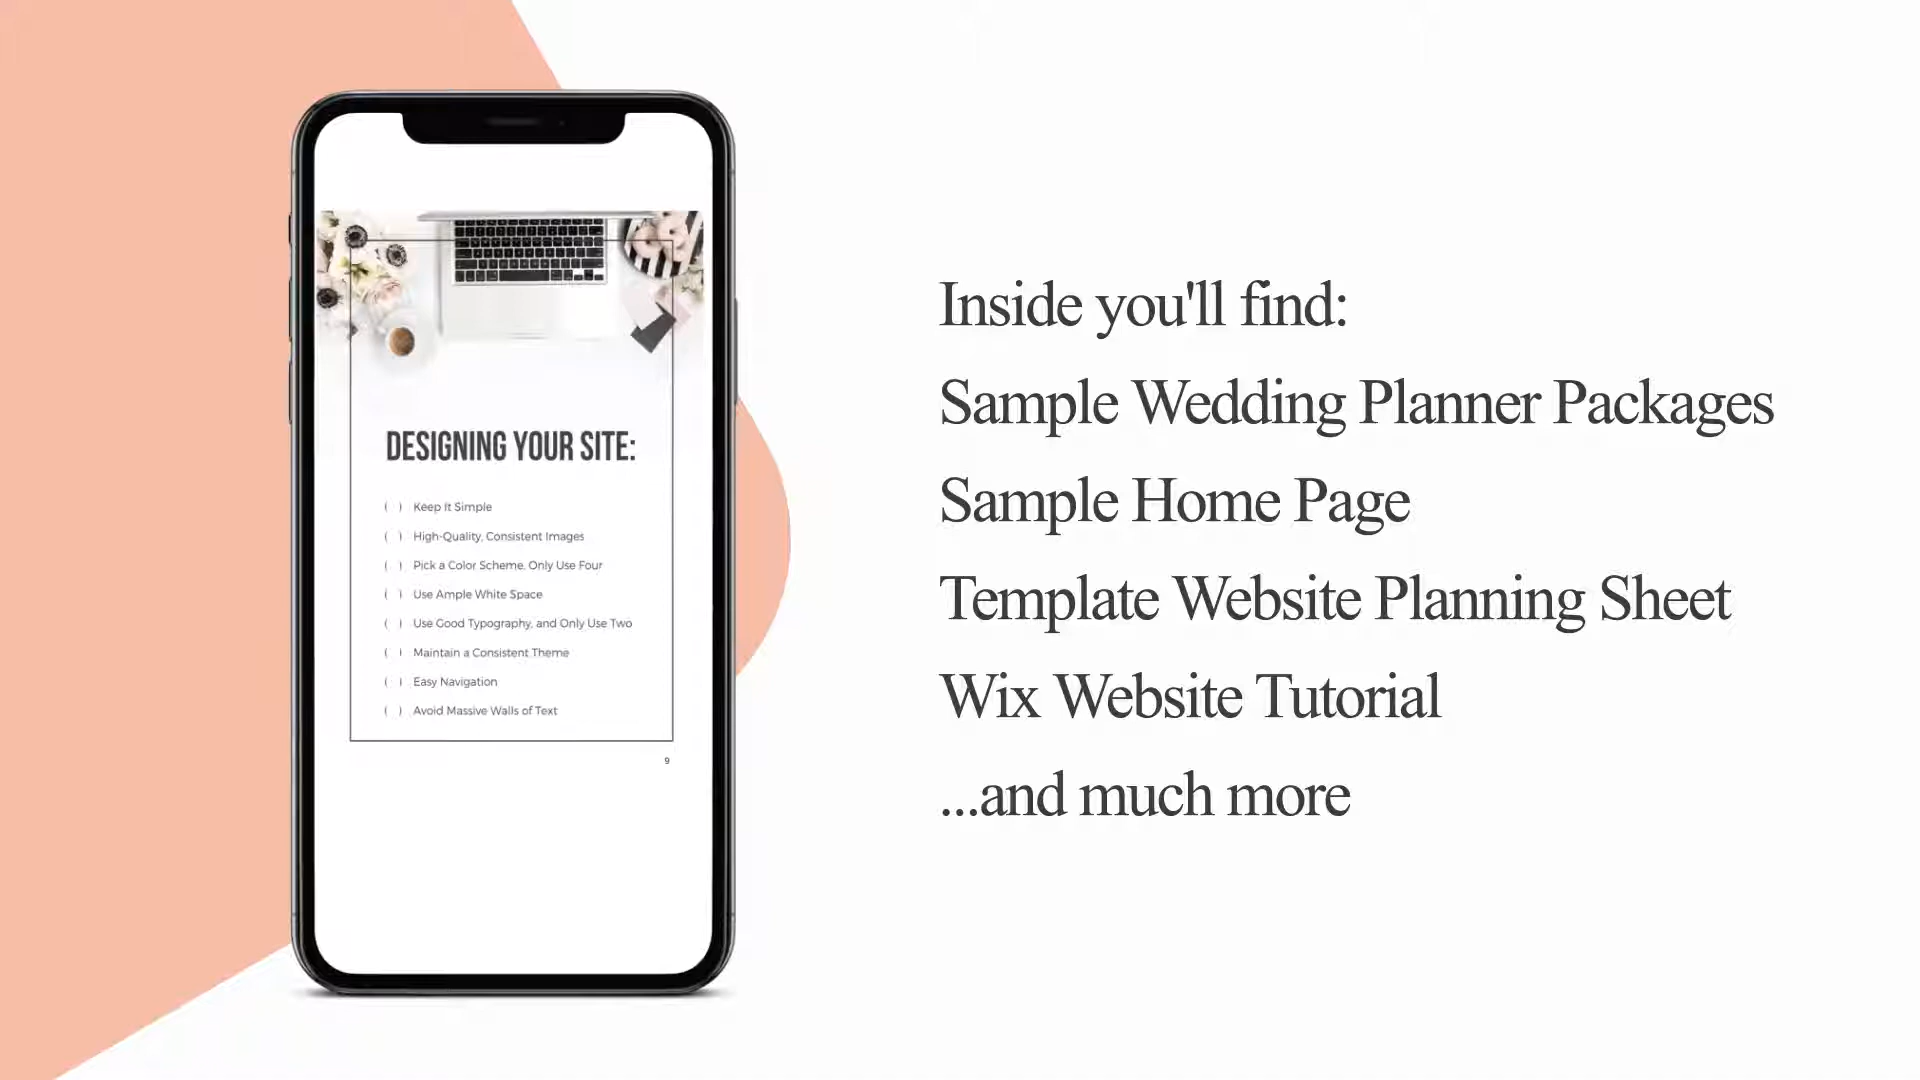 DESIGNING YOUR SITE:
( ) Keep It Simple
( ) High-Quality, Consistent Images
( ) Pick a Color Scheme, Only Use Four
( ) Use Ample White Space
( ) Use Good Typography, and Only Use Two
( ) Maintain a Consistent Theme
( ) Easy Navigation
( ) Avoid Massive Walls of Text
9
Inside you'll find:
Sample Wedding Planner Packages
Sample Home Page
Template Website Planning Sheet
Wix Website Tutorial
...and much more